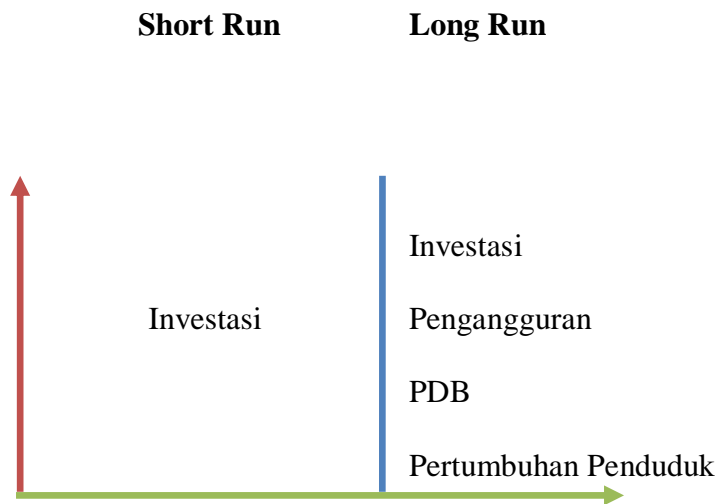 Short Run
Long Run
Investasi
Investasi
Pengangguran
PDB
Pertumbuhan Penduduk